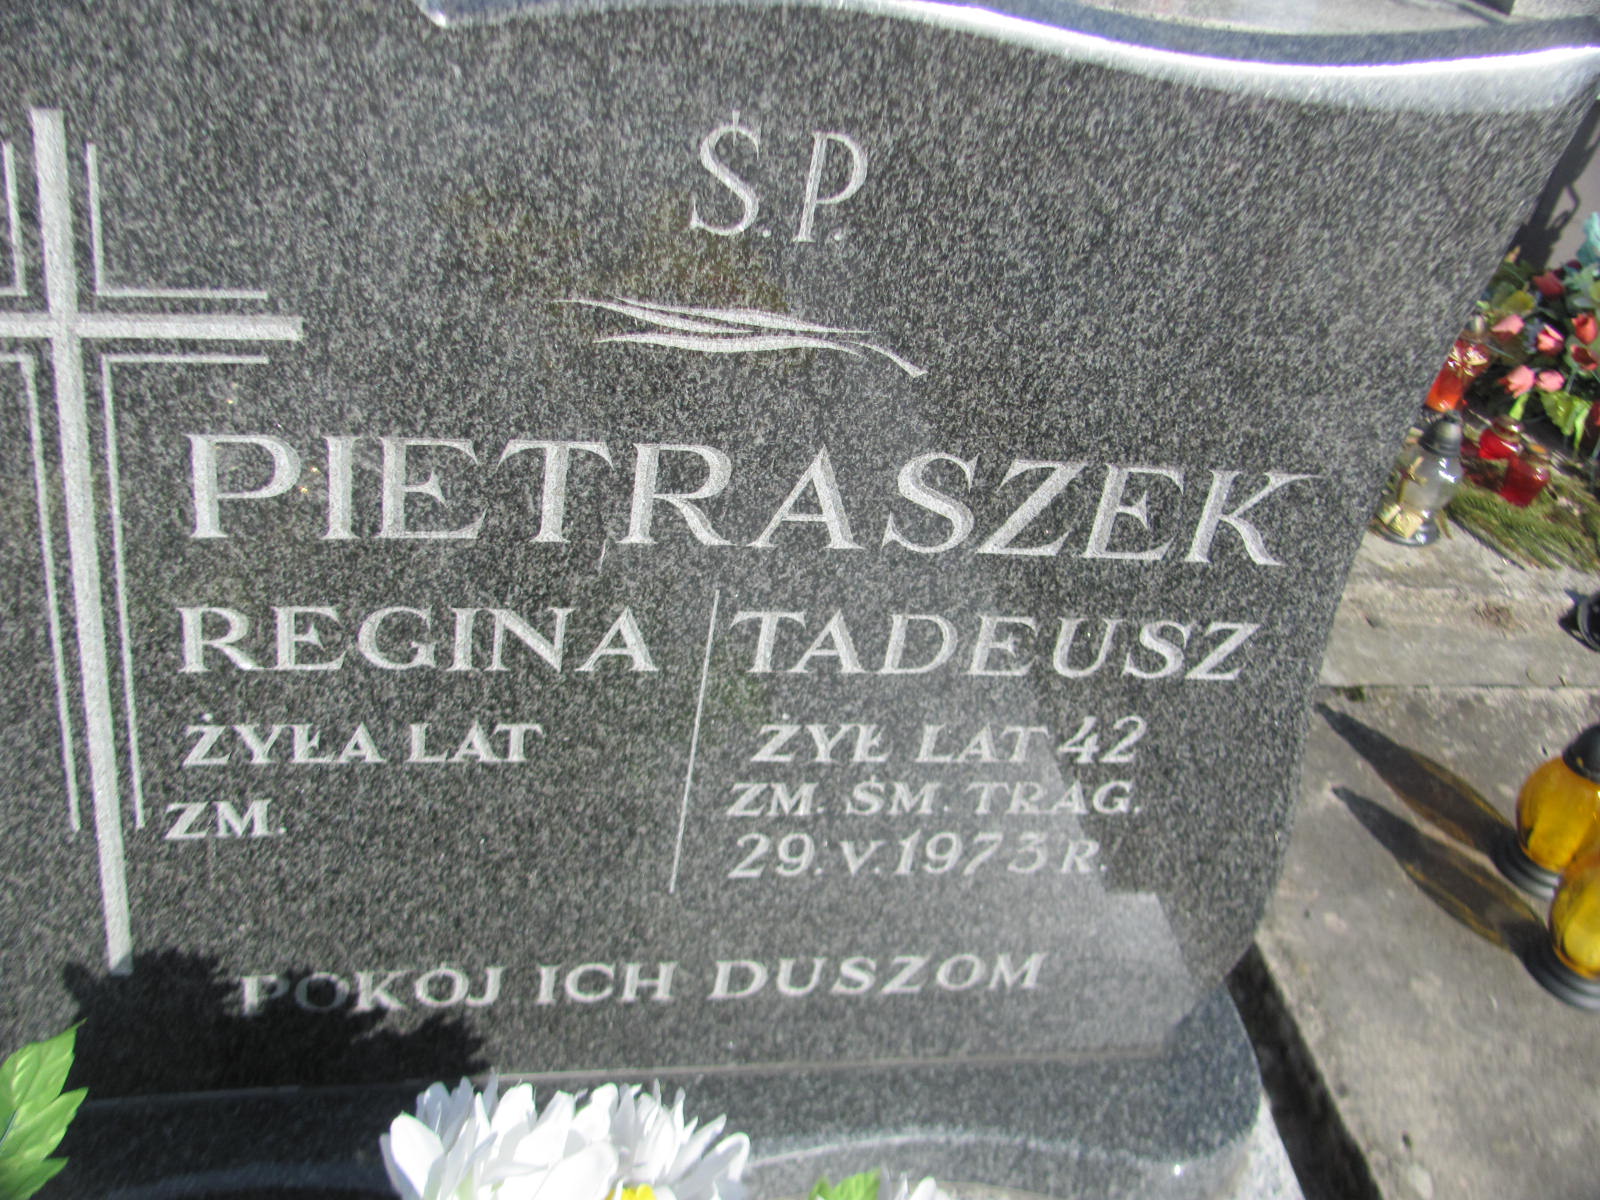 Ś.P.
PIETRASZEK
REGINA
ŻYŁA LAT
ZM.
TADEUSZ
ŻYŁ LAT 42
ZM. ŚM. TRAG.
29.V.1973 R.
POKÓJ ICH DUSZOM